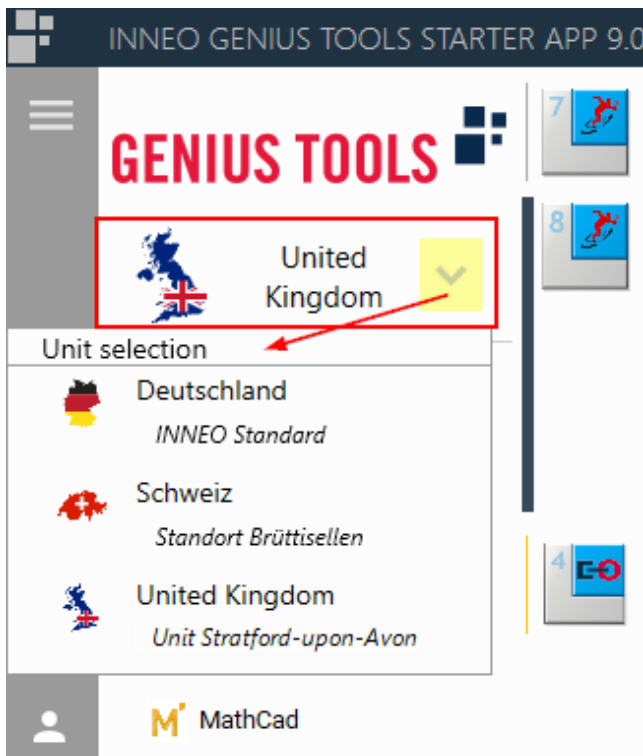 INNEO GENIUS TOOLS STARTER APP 9.0
GENIUS TOOLS
7
8
United
Kingdom
Unit selection
Deutschland
INNEO Standard
Schweiz
Standort Brüttisellen
United Kingdom
Unit Stratford-upon-Avon
4
MathCad